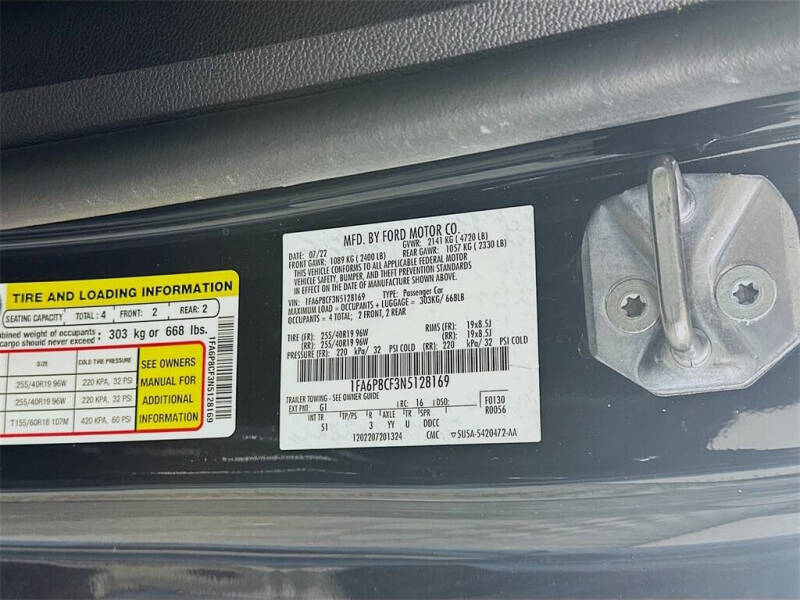 TIRE AND LOADING INFORMATION
SEATING CAPACITY TOTAL: 4 FRONT: 2 REAR: 2
combined weight of occupants
cargo should never exceed : 303 kg or 668 lbs.
SIZE COLD TIRE PRESSURE
255/40R19 96W 220 KPA, 32 PSI
255/40R19 96W 220 KPA, 32 PSI
T155/60R18 107M 420 KPA, 60 PSI
SEE OWNERS
MANUAL FOR
ADDITIONAL
INFORMATION
1FA6P8CF3N5128169
MFD. BY FORD MOTOR CO.
DATE: 07/22 GVWR: 2141 KG ( 4720 LB)
FRONT GAWR: 1089 KG ( 2400 LB) REAR GAWR: 1057 KG ( 2330 LB)
THIS VEHICLE CONFORMS TO ALL APPLICABLE FEDERAL MOTOR
VEHICLE SAFETY, BUMPER, AND THEFT PREVENTION STANDARDS
IN EFFECT ON THE DATE OF MANUFACTURE SHOWN ABOVE.
VIN: 1FA6P8CF3N5128169 TYPE: Passenger Car
MAXIMUM LOAD = OCCUPANTS + LUGGAGE = 303KG/ 668LB
OCCUPANTS = 4 TOTAL; 2 FRONT, 2 REAR
TIRE (FR): 255/40R19 96W RIMS (FR): 19x8.5J
(RR): 255/40R19 96W (RR): 19x8.5J
PRESSURE (FR): 220 kPa/ 32 PSI COLD (RR): 220 kPa/ 32 PSI COLD
1FA6P8CF3N5128169
TRAILER TOWING - SEE OWNER GUIDE
EXT PNT: G1 RC: 16 DSO: F0130
R0056
INT TR TP/PS R TR SPR
51 3 YY U DDCC
1202207201324 CMC 5USA-5420472-AA